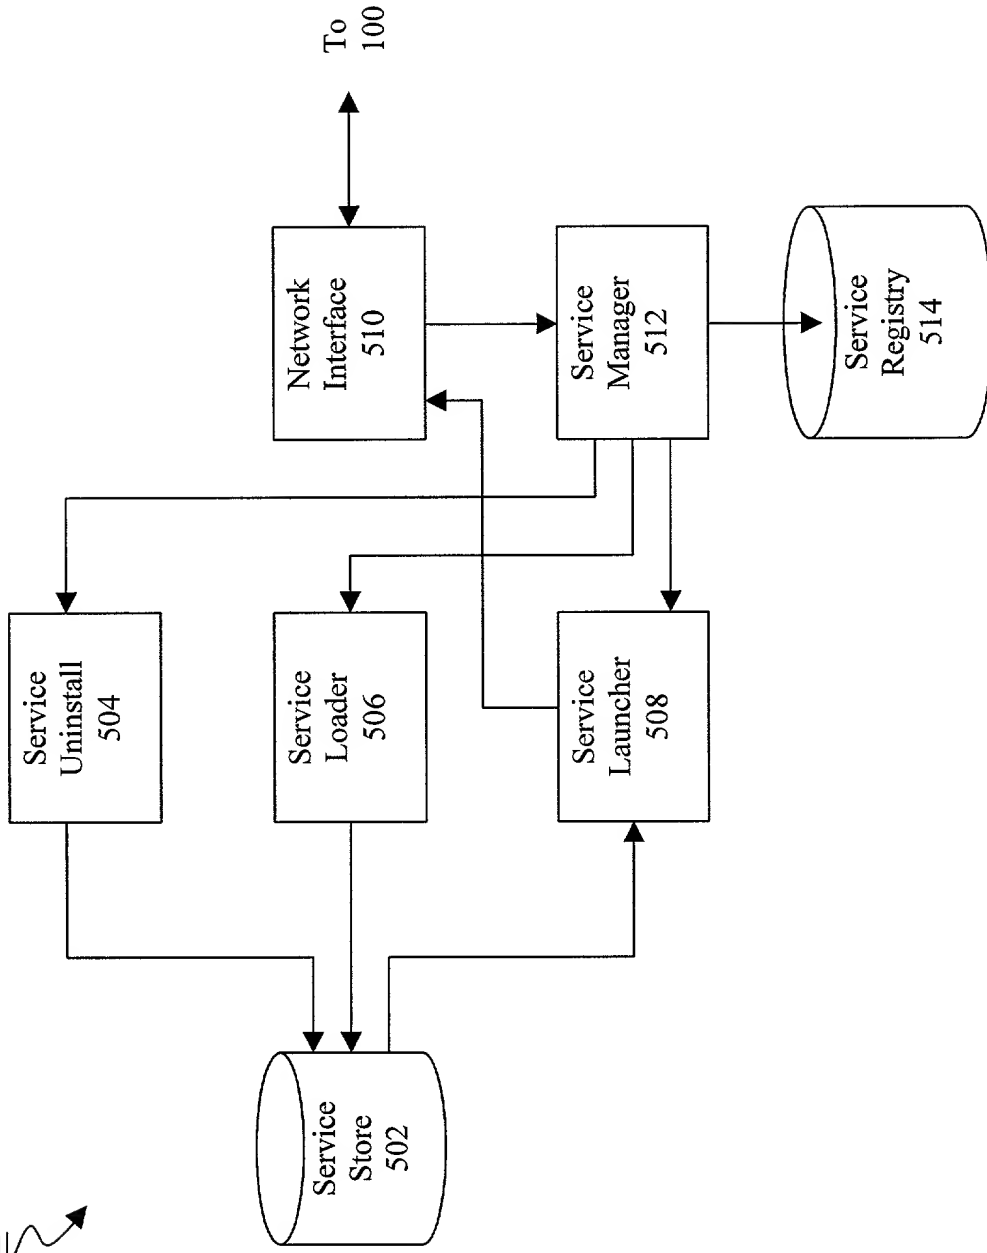 To
100
Network
Interface
510
Service
Manager
512
Service
Registry
514
Service
Uninstall
504
Service
Loader
506
Service
Launcher
508
Service
Store
502